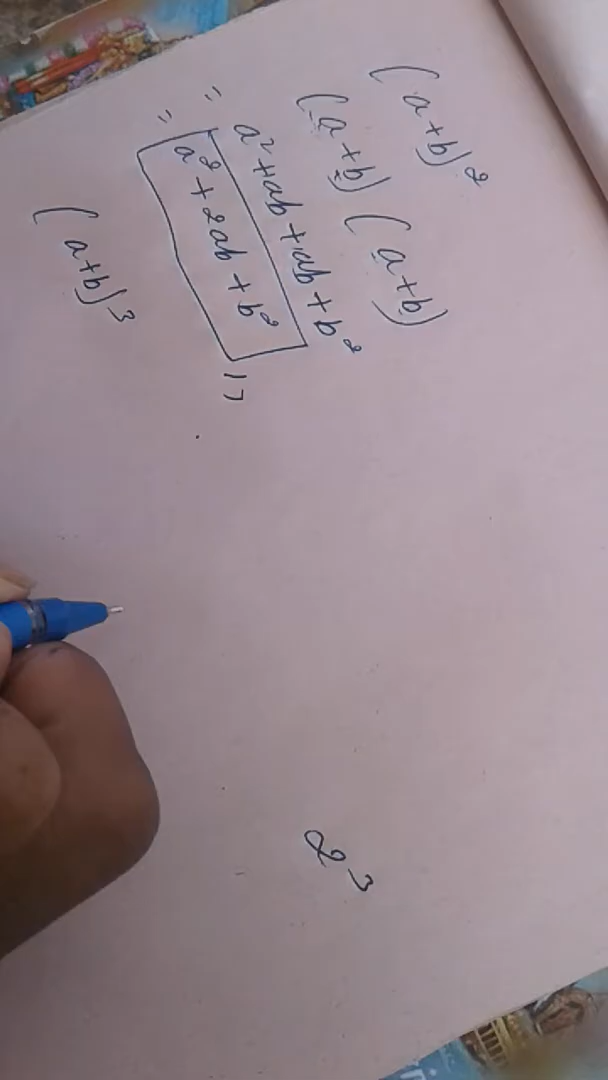 (a+b)²
(a+b) (a+b)
= a²+ab+ab+b²
= a²+2ab+b²
(a+b)³
2³